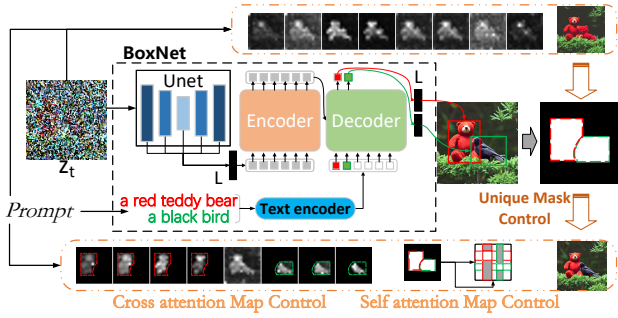 BoxNet
Unet
Encoder
Decoder
L
L
Z_t
L
a red teddy bear
a black bird
Text encoder
Prompt
Unique Mask
Control
Cross attention Map Control
Self attention Map Control